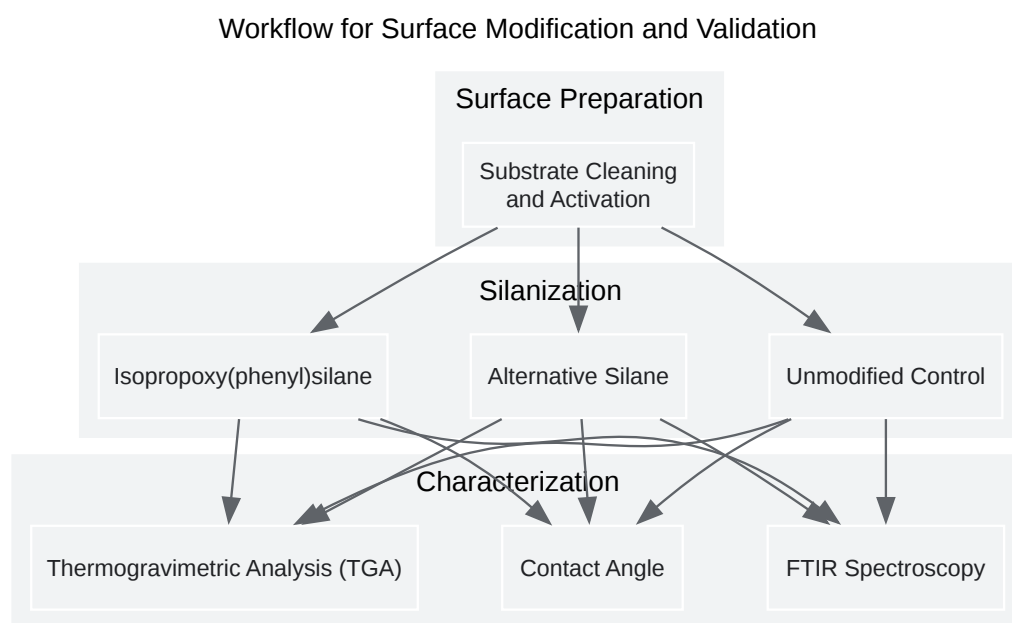 Workflow for Surface Modification and Validation
Surface Preparation
Substrate Cleaning
and Activation
Silanization
Isopropoxy(phenyl)silane
Alternative Silane
Unmodified Control
Characterization
Thermogravimetric Analysis (TGA)
Contact Angle
FTIR Spectroscopy